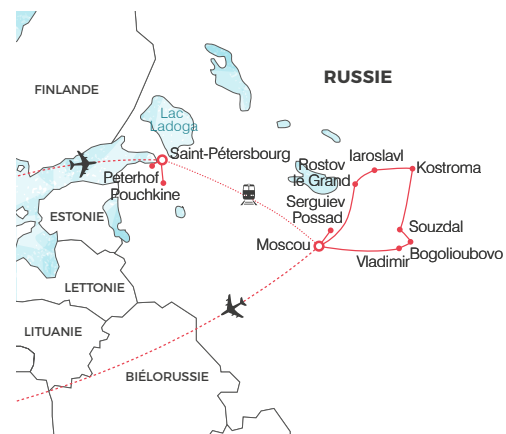 RUSSIE
FINLANDE
Lac
Ladoga
Saint-Pétersbourg
Peterhof
Pouchkine
Iaroslavl
Rostov
le Grand
Kostroma
Serguiev
Possad
ESTONIE
Souzdal
Moscou
Bogolioubovo
Vladimir
LETTONIE
LITUANIE
BIÉLORUSSIE